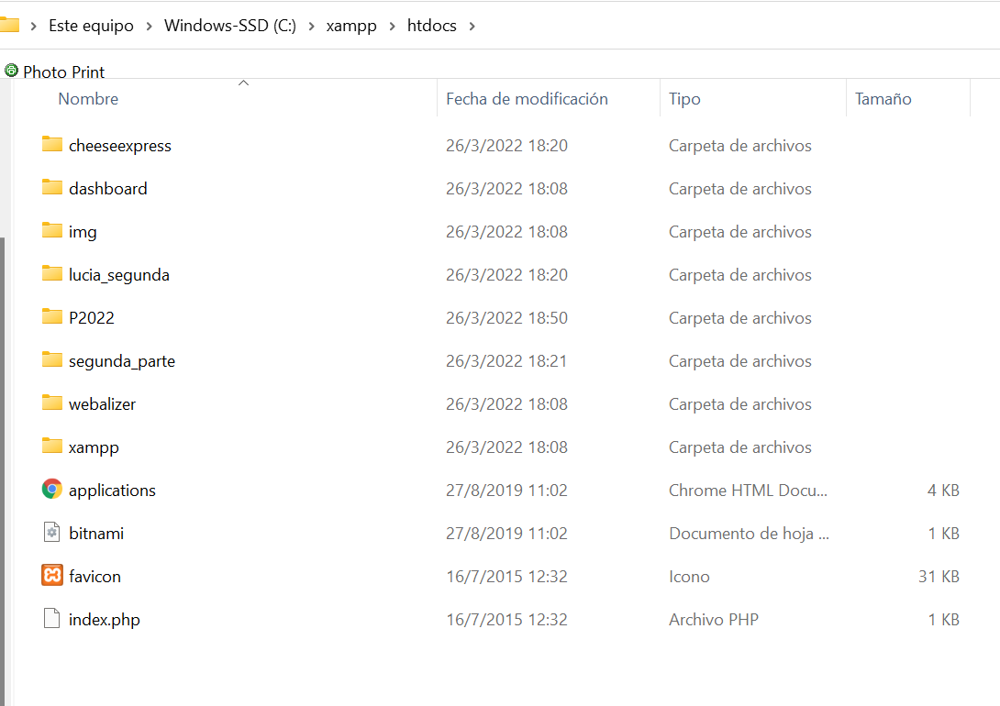 Este equipo > Windows-SSD (C:) > xampp > htdocs >
Photo Print
Nombre Fecha de modificación Tipo Tamaño
cheeseexpress 26/3/2022 18:20 Carpeta de archivos
dashboard 26/3/2022 18:08 Carpeta de archivos
img 26/3/2022 18:08 Carpeta de archivos
lucia_segunda 26/3/2022 18:20 Carpeta de archivos
P2022 26/3/2022 18:50 Carpeta de archivos
segunda_parte 26/3/2022 18:21 Carpeta de archivos
webalizer 26/3/2022 18:08 Carpeta de archivos
xampp 26/3/2022 18:08 Carpeta de archivos
applications 27/8/2019 11:02 Chrome HTML Docu... 4 KB
bitnami 27/8/2019 11:02 Documento de hoja ... 1 KB
favicon 16/7/2015 12:32 Icono 31 KB
index.php 16/7/2015 12:32 Archivo PHP 1 KB